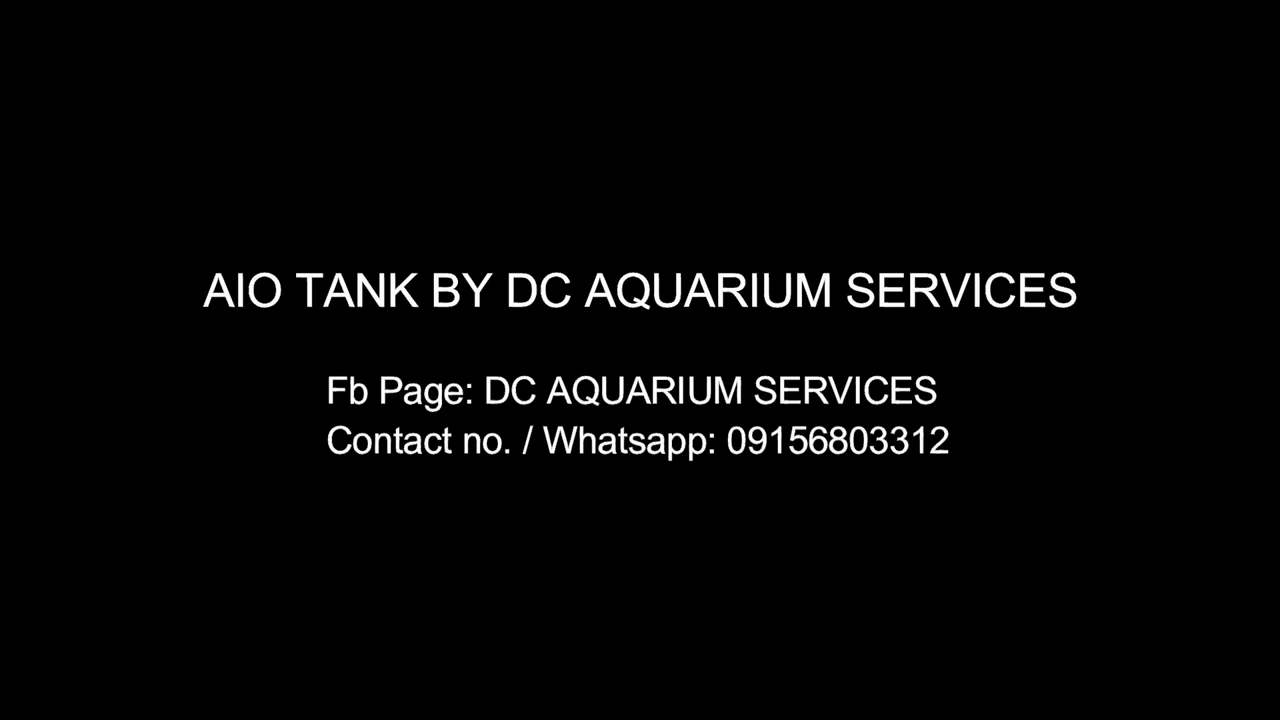 AIO TANK BY DC AQUARIUM SERVICES
Fb Page: DC AQUARIUM SERVICES
Contact no. / Whatsapp: 09156803312